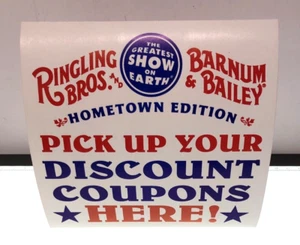 RINGLING BROS. AND
THE GREATEST SHOW ON EARTH
BARNUM & BAILEY
HOMETOWN EDITION
PICK UP YOUR
DISCOUNT
COUPONS
HERE!